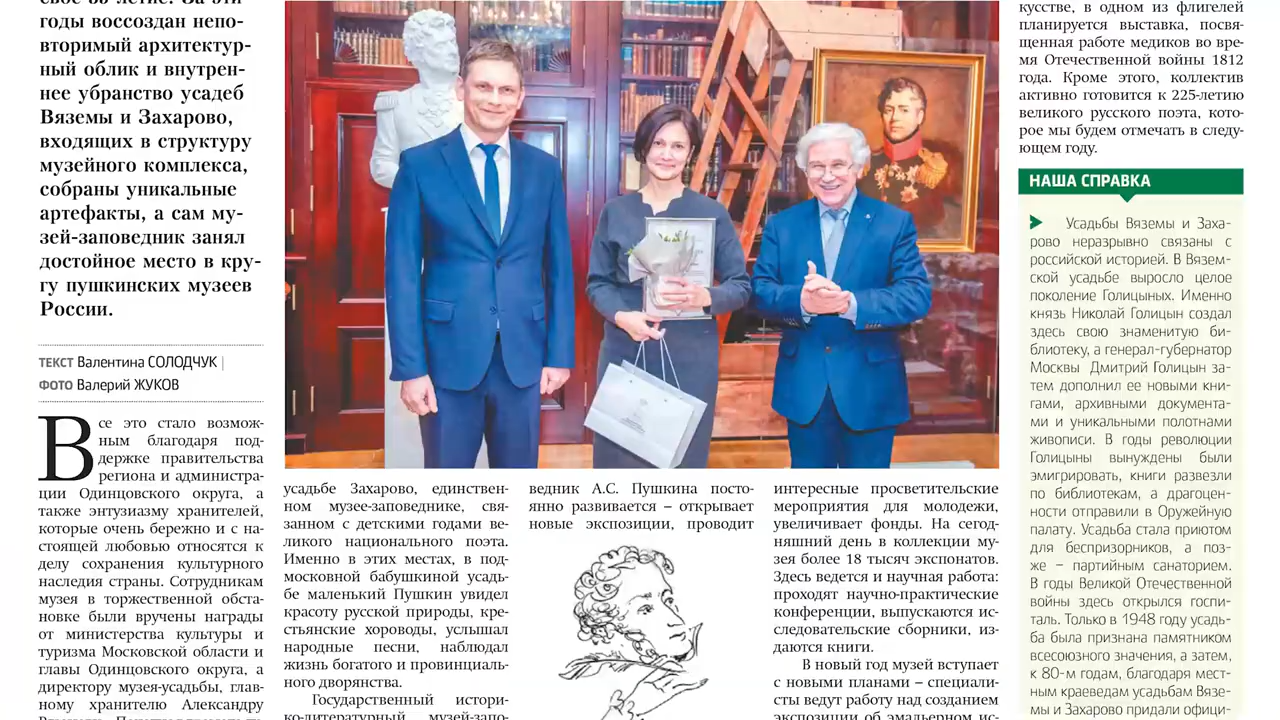 годы воссоздан непо-
вторимый архитектур-
ный облик и внутрен-
нее убранство усадеб
Вяземы и Захарово,
входящих в структуру
музейного комплекса,
собраны уникальные
артефакты, а сам му-
зей-заповедник занял
достойное место в кру-
гу пушкинских музеев
России.
ТЕКСТ Валентина СОЛОДЧУК |
ФОТО Валерий ЖУКОВ
Все это стало возмож-
ным благодаря под-
держке правительства
региона и администра-
ции Одинцовского округа, а
также энтузиазму хранителей,
которые очень бережно и с на-
стоящей любовью относятся к
делу сохранения культурного
наследия страны. Сотрудникам
музея в торжественной обста-
новке были вручены награды
от министерства культуры и
туризма Московской области и
главы Одинцовского округа, а
директору музея-усадьбы, глав-
ному хранителю Александру
усадьбе Захарово, единствен-
ном музее-заповеднике, свя-
занном с детскими годами ве-
ликого национального поэта.
Именно в этих местах, в под-
московной бабушкиной усадь-
бе маленький Пушкин увидел
красоту русской природы, кре-
стьянские хороводы, услышал
народные песни, наблюдал
жизнь богатого и провинциаль-
ного дворянства.
Государственный истори-
ко-литературный музей-запо-
ведник А.С. Пушкина посто-
янно развивается – открывает
новые экспозиции, проводит
интересные просветительские
мероприятия для молодежи,
увеличивает фонды. На сегод-
няшний день в коллекции му-
зея более 18 тысяч экспонатов.
Здесь ведется и научная работа:
проходят научно-практические
конференции, выпускаются ис-
следовательские сборники, из-
даются книги.
В новый год музей вступает
с новыми планами – специали-
сты ведут работу над созданием
экспозиции об эмальерном ис-
кусстве, в одном из флигелей
планируется выставка, посвя-
щенная работе медиков во вре-
мя Отечественной войны 1812
года. Кроме этого, коллектив
активно готовится к 225-летию
великого русского поэта, кото-
рое мы будем отмечать в следу-
ющем году.
НАША СПРАВКА
Усадьбы Вяземы и Заха-
рово неразрывно связаны с
российской историей. В Вязем-
ской усадьбе выросло целое
поколение Голицыных. Именно
князь Николай Голицын создал
здесь свою знаменитую би-
блиотеку, а генерал-губернатор
Москвы Дмитрий Голицын за-
тем дополнил ее новыми кни-
гами, архивными документа-
ми и уникальными полотнами
живописи. В годы революции
Голицыны вынуждены были
эмигрировать, книги развезли
по библиотекам, а драгоцен-
ности отправили в Оружейную
палату. Усадьба стала приютом
для беспризорников, а поз-
же – партийным санаторием.
В годы Великой Отечественной
войны здесь открылся госпи-
таль. Только в 1948 году усадь-
ба была признана памятником
всесоюзного значения, а затем,
к 80-м годам, благодаря мест-
ным краеведам усадьбам Вязе-
мы и Захарово придали офици-